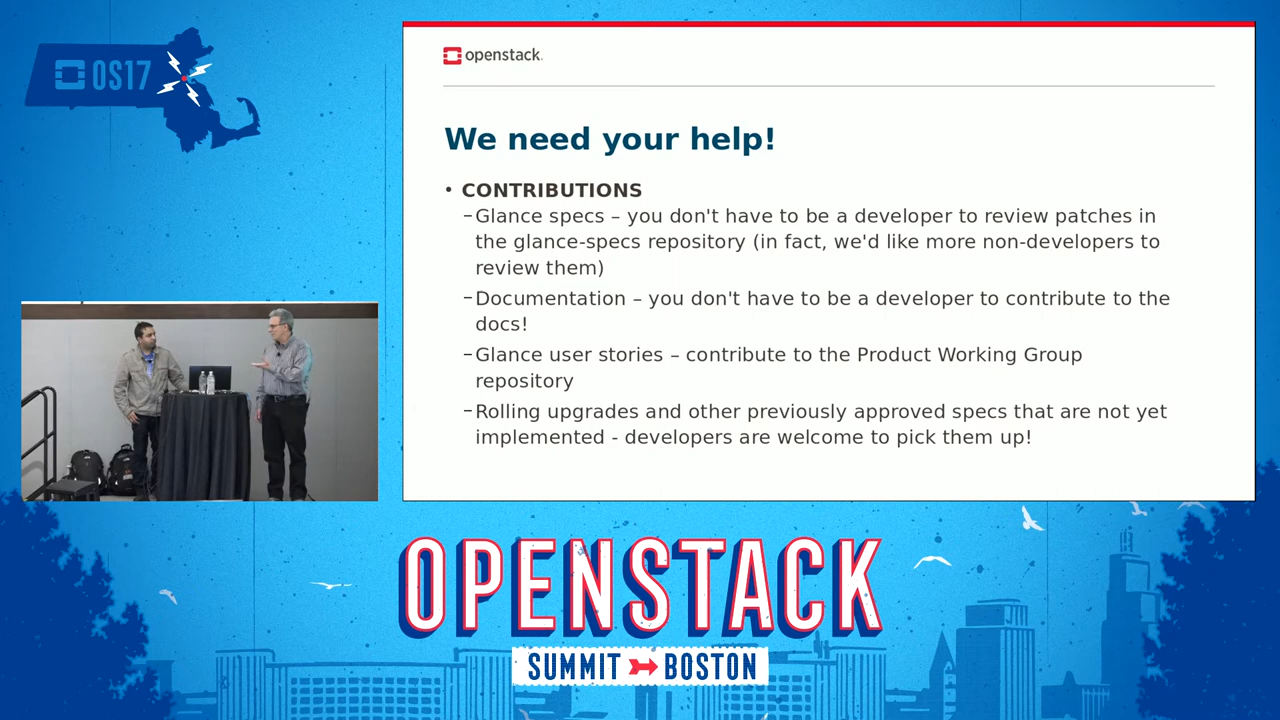 OS17
openstack.
We need your help!
• CONTRIBUTIONS
–Glance specs – you don't have to be a developer to review patches in
the glance-specs repository (in fact, we'd like more non-developers to
review them)
–Documentation – you don't have to be a developer to contribute to the
docs!
–Glance user stories – contribute to the Product Working Group
repository
–Rolling upgrades and other previously approved specs that are not yet
implemented - developers are welcome to pick them up!
OPENSTACK
SUMMIT BOSTON